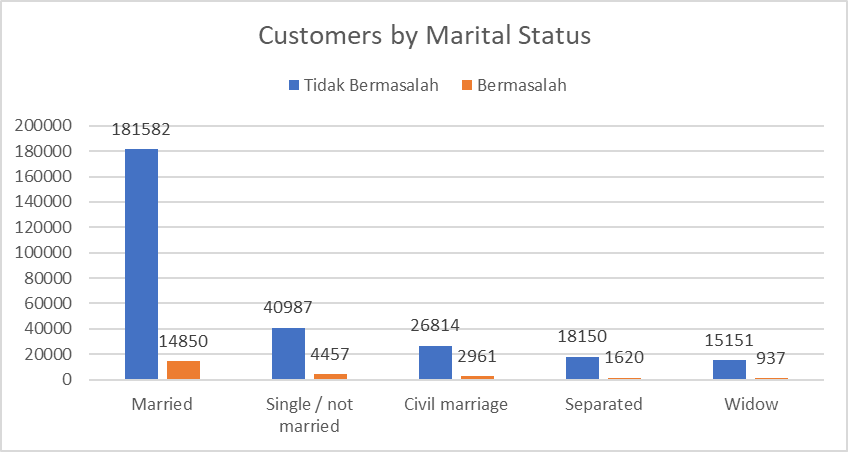 Customers by Marital Status
Tidak Bermasalah Bermasalah
200000
180000
160000
140000
120000
100000
80000
60000
40000
20000
0
181582
14850
40987
4457
26814
2961
18150
1620
15151
937
Married
Single / not
married
Civil marriage
Separated
Widow